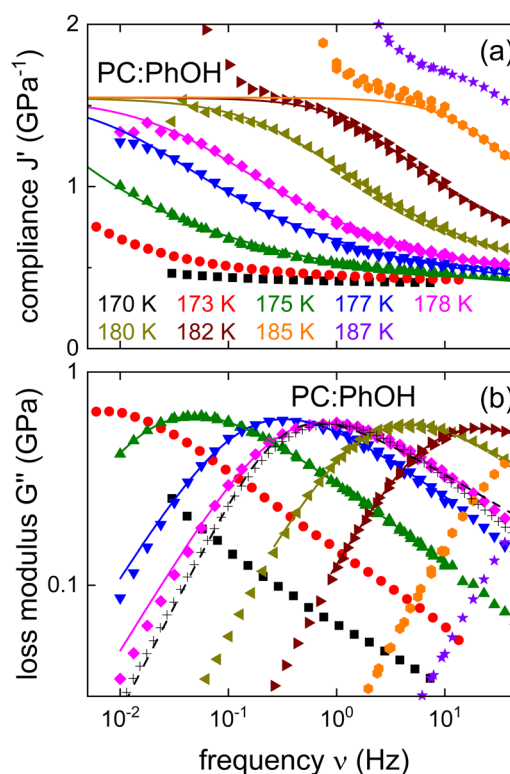 (a)
PC:PhOH
compliance J' (GPa⁻¹)
2
1
0
170 K 173 K 175 K 177 K 178 K
180 K 182 K 185 K 187 K
1
PC:PhOH
(b)
loss modulus G" (GPa)
0.1
10⁻² 10⁻¹ 10⁰ 10¹
frequency ν (Hz)